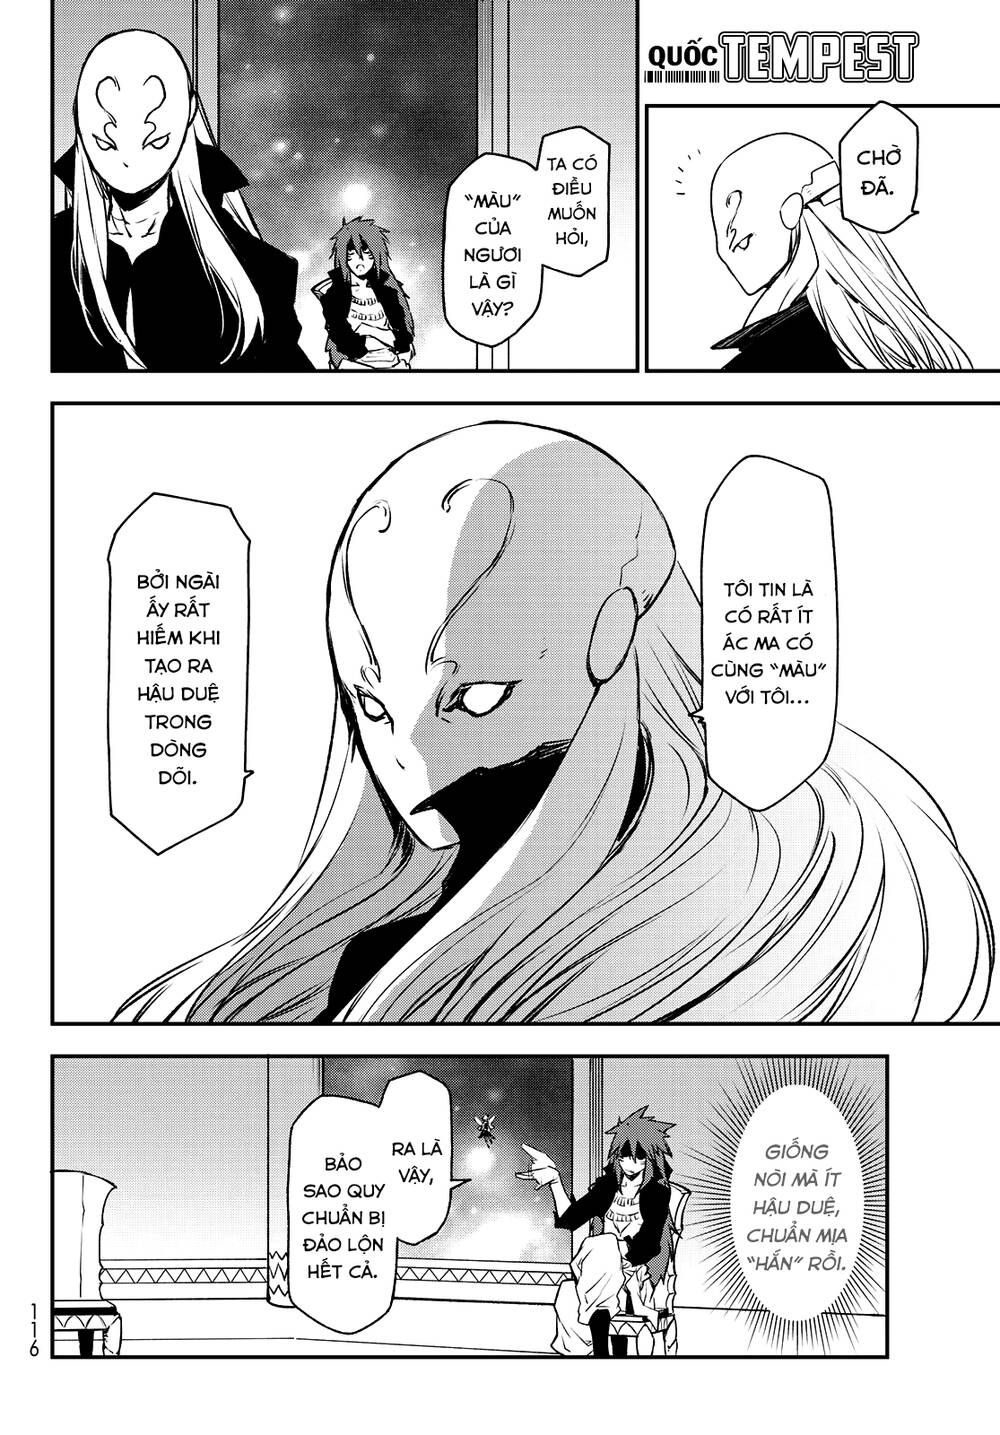 QUỐC TEMPEST
CHỜ
ĐÃ.
TA CÓ
ĐIỀU
MUỐN
HỎI,
“MÀU”
CỦA
NGƯƠI
LÀ GÌ
VẬY?
TÔI TIN LÀ
CÓ RẤT ÍT
ÁC MA CÓ
CÙNG “MÀU”
VỚI TÔI...
BỞI NGÀI
ẤY RẤT
HIẾM KHI
TẠO RA
HẬU DUỆ
TRONG
DÒNG
DÕI.
GIỐNG
NÒI MÀ ÍT
HẬU DUỆ,
CHUẨN MỊA
“HẮN” RỒI.
RA LÀ
VẬY,
BẢO
SAO QUY
CHUẨN BỊ
ĐẢO LỘN
HẾT CẢ.
116